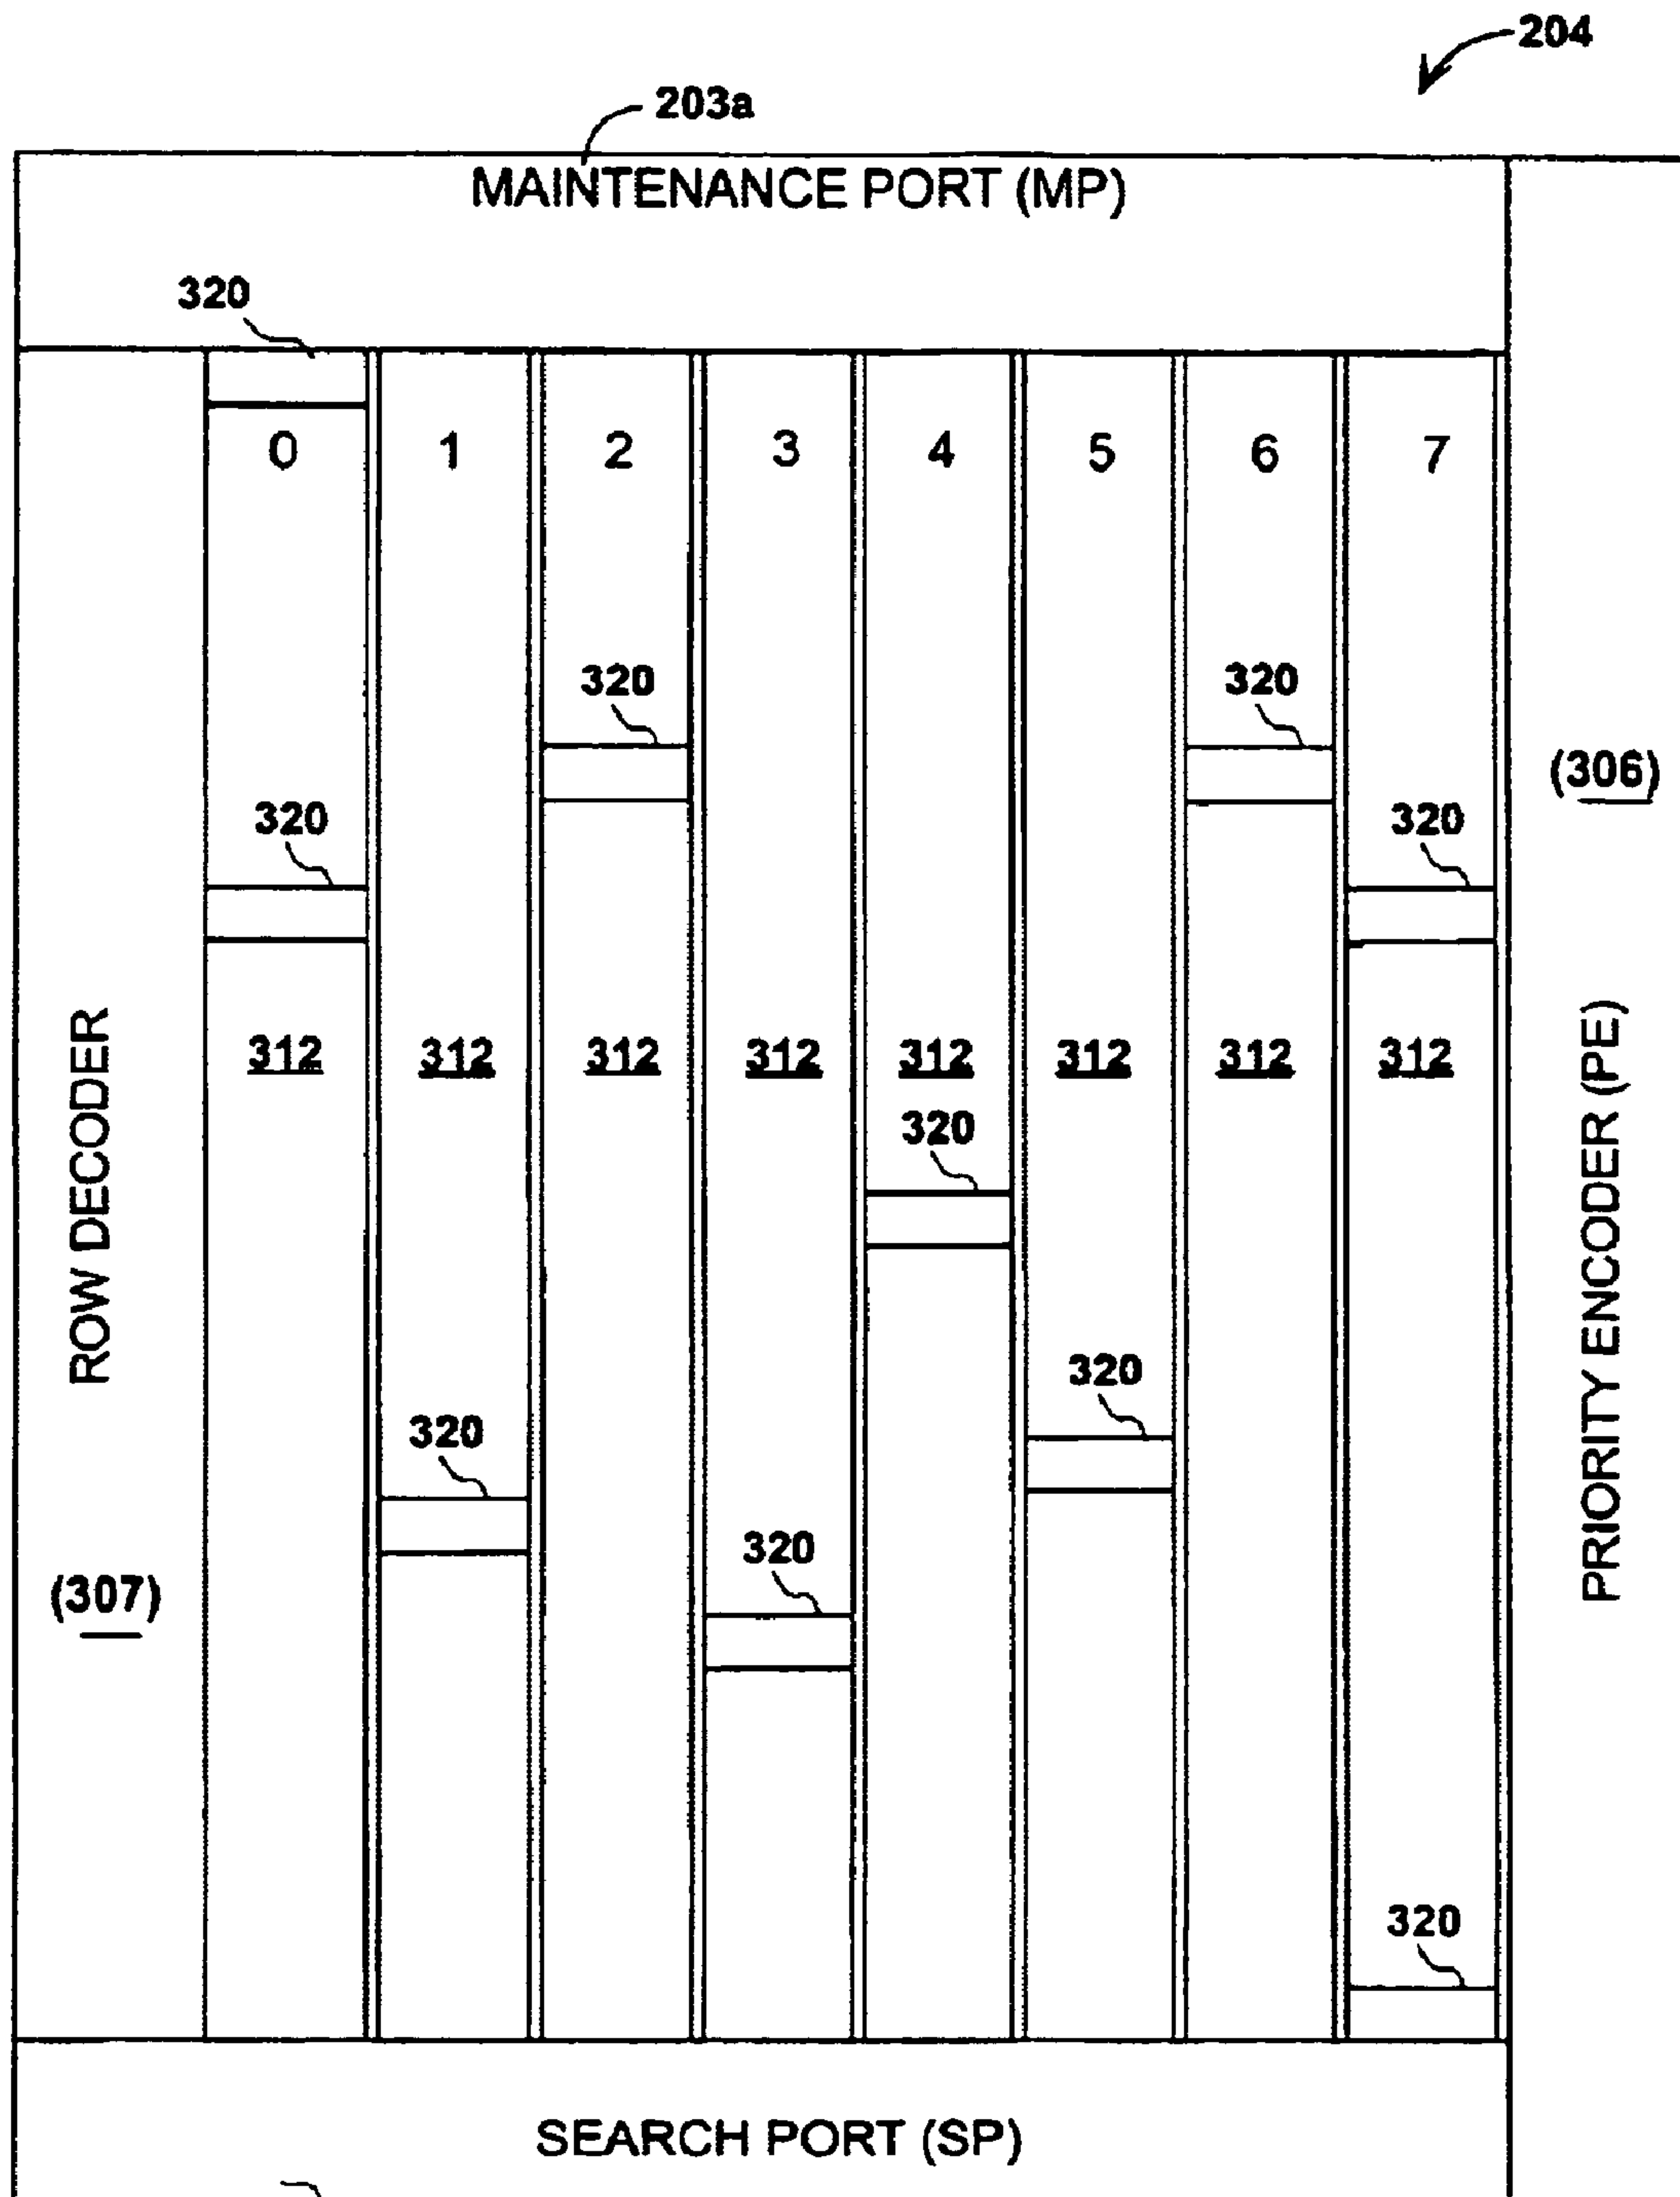 204
203a
MAINTENANCE PORT (MP)
320
0 1 2 3 4 5 6 7
320 320
(306)
320 320
312 312 312 312 312 312 312 312
320
320
320
320
ROW DECODER
(307)
PRIORITY ENCODER (PE)
320
SEARCH PORT (SP)